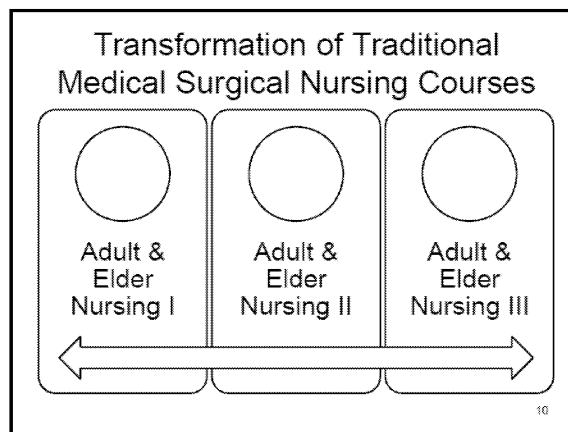 Transformation of Traditional
Medical Surgical Nursing Courses
Adult &
Elder
Nursing I
Adult &
Elder
Nursing II
Adult &
Elder
Nursing III
10